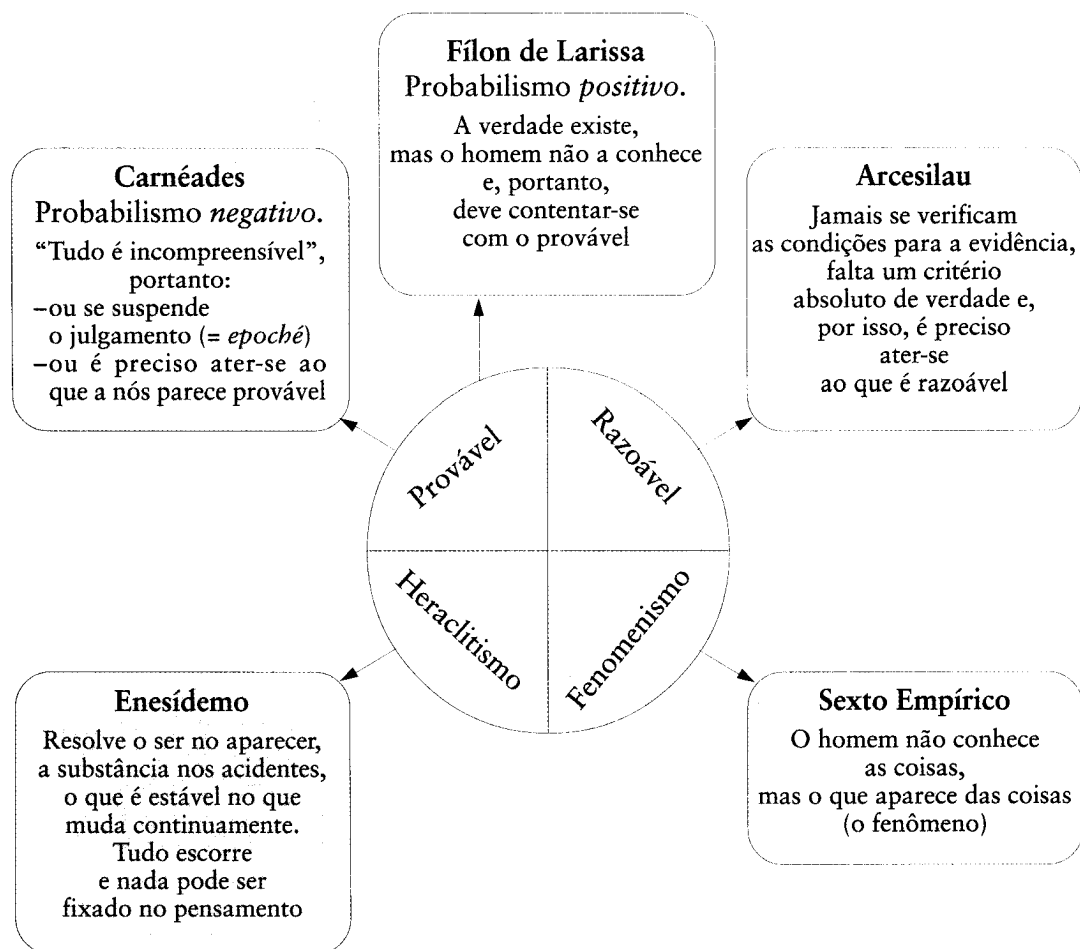 Fílon de Larissa
Probabilismo positivo.
A verdade existe,
mas o homem não a conhece
e, portanto,
deve contentar-se
com o provável
Carnéades
Probabilismo negativo.
“Tudo é incompreensível”,
portanto:
–ou se suspende
o julgamento (= epoché)
–ou é preciso ater-se ao
que a nós parece provável
Arcesilau
Jamais se verificam
as condições para a evidência,
falta um critério
absoluto de verdade e,
por isso, é preciso
ater-se
ao que é razoável
Provável
Razoável
Heraclitismo
Fenomenismo
Enesídemo
Resolve o ser no aparecer,
a substância nos acidentes,
o que é estável no que
muda continuamente.
Tudo escorre
e nada pode ser
fixado no pensamento
Sexto Empírico
O homem não conhece
as coisas,
mas o que aparece das coisas
(o fenômeno)